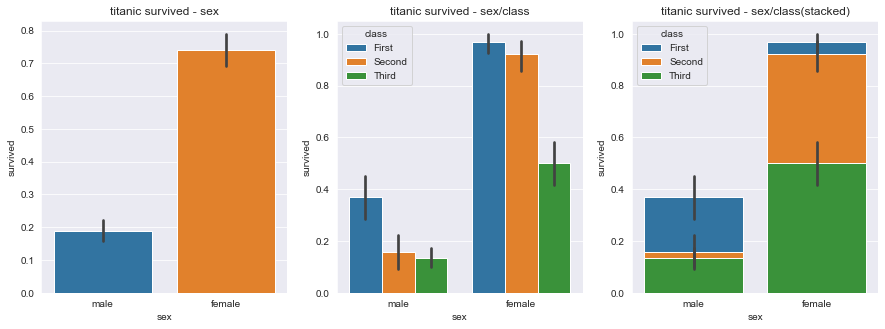 titanic survived - sex
0.8
0.7
0.6
0.5
0.4
0.3
0.2
0.1
0.0
survived
male female
sex
titanic survived - sex/class
class
First
Second
Third
1.0
0.8
0.6
0.4
0.2
0.0
survived
male female
sex
titanic survived - sex/class(stacked)
class
First
Second
Third
1.0
0.8
0.6
0.4
0.2
0.0
survived
male female
sex